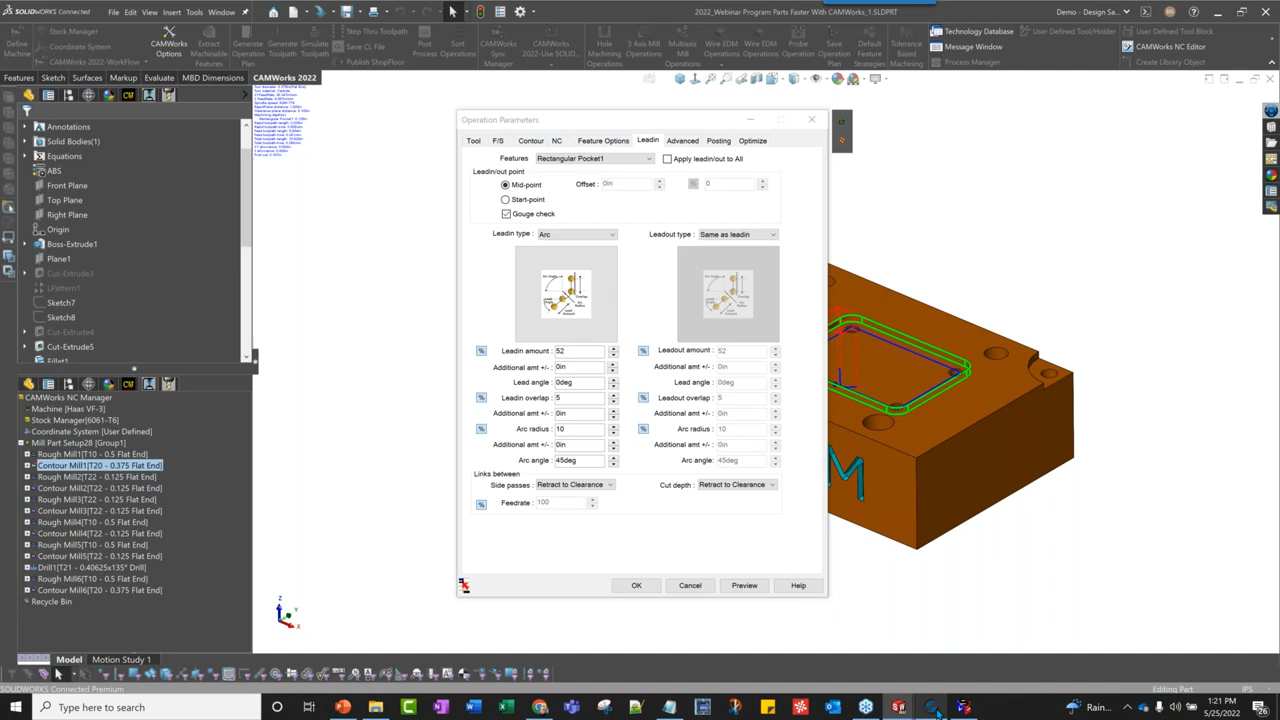 SOLIDWORKS File Edit View Insert Tools Window 2022_Webinar Program Parts Faster With CAMWorks_1.SLDPRT Demo - Design Sa...
Define Machine Stock Manager Coordinate System CAMWorks 2022-WorkFlow CAMWorks Options Extract Machinable Features Generate Operation Plan Generate Toolpath Simulate Toolpath Step Thru Toolpath Save CL File Publish ShopFloor Post Process Sort Operations CAMWorks Sync Manager CAMWorks 2022-Use SOLID... Hole Machining Operations 3 Axis Mill Operations Multiaxis Mill Operations Wire EDM Operations Probe Operation Save Operation Plan Default Feature Strategies Tolerance Based Machining Technology Database Message Window Process Manager User Defined Tool/Holder CAMWorks NC Editor Create Library Object User Defined Tool Block
Features Sketch Surfaces Markup Evaluate MBD Dimensions CAMWorks 2022
Annotations
Solid Bodies(1)
Equations
ABS
Front Plane
Top Plane
Right Plane
Origin
Boss-Extrude1
Plane1
Cut-Extrude3
LPattern1
Sketch7
Sketch8
Cut-Extrude4
Cut-Extrude5
Fillet1
CAMWorks NC Manager
Machine [Haas VF-3]
Stock Manager[6061-T6]
Coordinate System [User Defined]
Mill Part Setup28 [Group1]
Rough Mill1[T10 - 0.5 Flat End]
Contour Mill1[T20 - 0.375 Flat End]
Rough Mill2[T22 - 0.125 Flat End]
Contour Mill2[T22 - 0.125 Flat End]
Rough Mill3[T10 - 0.5 Flat End]
Contour Mill3[T22 - 0.125 Flat End]
Rough Mill4[T10 - 0.5 Flat End]
Contour Mill4[T22 - 0.125 Flat End]
Rough Mill5[T10 - 0.5 Flat End]
Contour Mill5[T22 - 0.125 Flat End]
Drill1[T21 - 0.40625x135° Drill]
Rough Mill6[T10 - 0.5 Flat End]
Contour Mill6[T20 - 0.375 Flat End]
Recycle Bin
Operation Parameters
Tool F/S Contour NC Feature Options Leadin Advanced Posting Optimize
Features Rectangular Pocket1 Apply leadin/out to All
Leadin/out point
Mid-point Offset : 0in % 0
Start-point
Gouge check
Leadin type : Arc Leadout type : Same as leadin
Leadin amount : 52 Leadout amount : 52
Additional amt +/- : 0in Additional amt +/- : 0in
Lead angle : 0deg Lead angle : 0deg
Leadin overlap : 5 Leadout overlap : 5
Additional amt +/- : 0in Additional amt +/- : 0in
Arc radius : 10 Arc radius : 10
Additional amt +/- : 0in Additional amt +/- : 0in
Arc angle : 45deg Arc angle: 45deg
Links between
Side passes : Retract to Clearance Cut depth : Retract to Clearance
Feedrate : 100
OK Cancel Preview Help
M
Z
Y
X
Model Motion Study 1
SOLIDWORKS Connected Premium Editing Part IPS
Type here to search Rain... 1:21 PM
5/25/2022 26